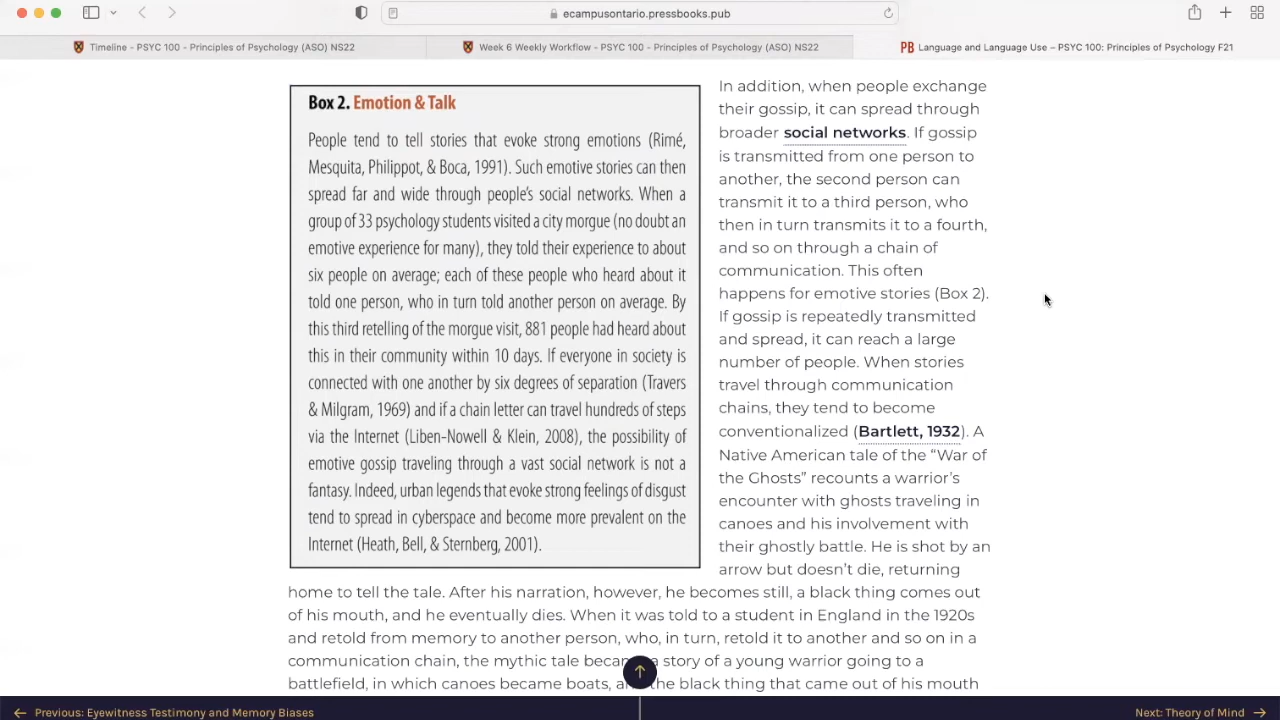 ecampusontario.pressbooks.pub
Timeline - PSYC 100 - Principles of Psychology (ASO) NS22
Week 6 Weekly Workflow - PSYC 100 - Principles of Psychology (ASO) NS22
PB Language and Language Use – PSYC 100: Principles of Psychology F21
Box 2. Emotion & Talk
People tend to tell stories that evoke strong emotions (Rimé,
Mesquita, Philippot, & Boca, 1991). Such emotive stories can then
spread far and wide through people's social networks. When a
group of 33 psychology students visited a city morgue (no doubt an
emotive experience for many), they told their experience to about
six people on average; each of these people who heard about it
told one person, who in turn told another person on average. By
this third retelling of the morgue visit, 881 people had heard about
this in their community within 10 days. If everyone in society is
connected with one another by six degrees of separation (Travers
& Milgram, 1969) and if a chain letter can travel hundreds of steps
via the Internet (Liben-Nowell & Klein, 2008), the possibility of
emotive gossip traveling through a vast social network is not a
fantasy. Indeed, urban legends that evoke strong feelings of disgust
tend to spread in cyberspace and become more prevalent on the
Internet (Heath, Bell, & Sternberg, 2001).
In addition, when people exchange
their gossip, it can spread through
broader social networks. If gossip
is transmitted from one person to
another, the second person can
transmit it to a third person, who
then in turn transmits it to a fourth,
and so on through a chain of
communication. This often
happens for emotive stories (Box 2).
If gossip is repeatedly transmitted
and spread, it can reach a large
number of people. When stories
travel through communication
chains, they tend to become
conventionalized (Bartlett, 1932). A
Native American tale of the “War of
the Ghosts” recounts a warrior’s
encounter with ghosts traveling in
canoes and his involvement with
their ghostly battle. He is shot by an
arrow but doesn’t die, returning
home to tell the tale. After his narration, however, he becomes still, a black thing comes out
of his mouth, and he eventually dies. When it was told to a student in England in the 1920s
and retold from memory to another person, who, in turn, retold it to another and so on in a
communication chain, the mythic tale became a story of a young warrior going to a
battlefield, in which canoes became boats, and the black thing that came out of his mouth
Previous: Eyewitness Testimony and Memory Biases
Next: Theory of Mind